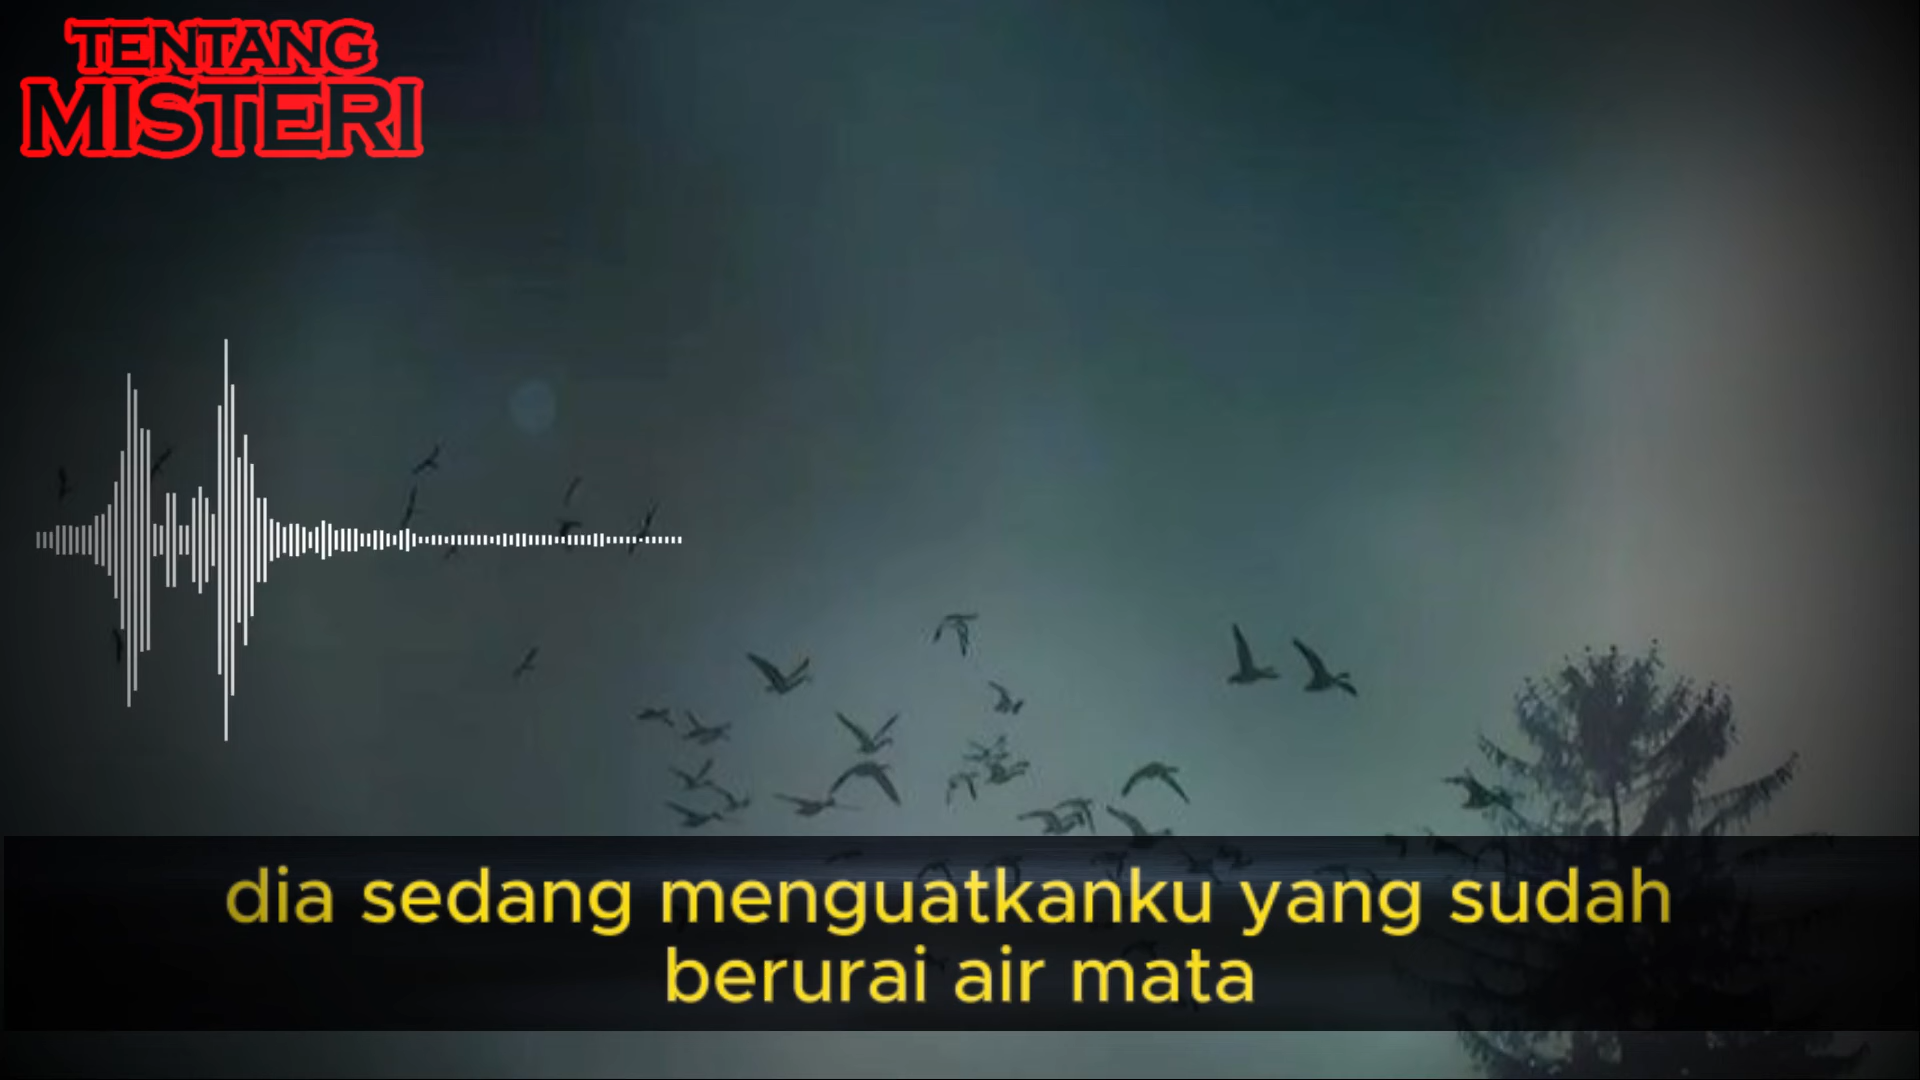 TENTANG
MISTERI
dia sedang menguatkanku yang sudah
berurai air mata